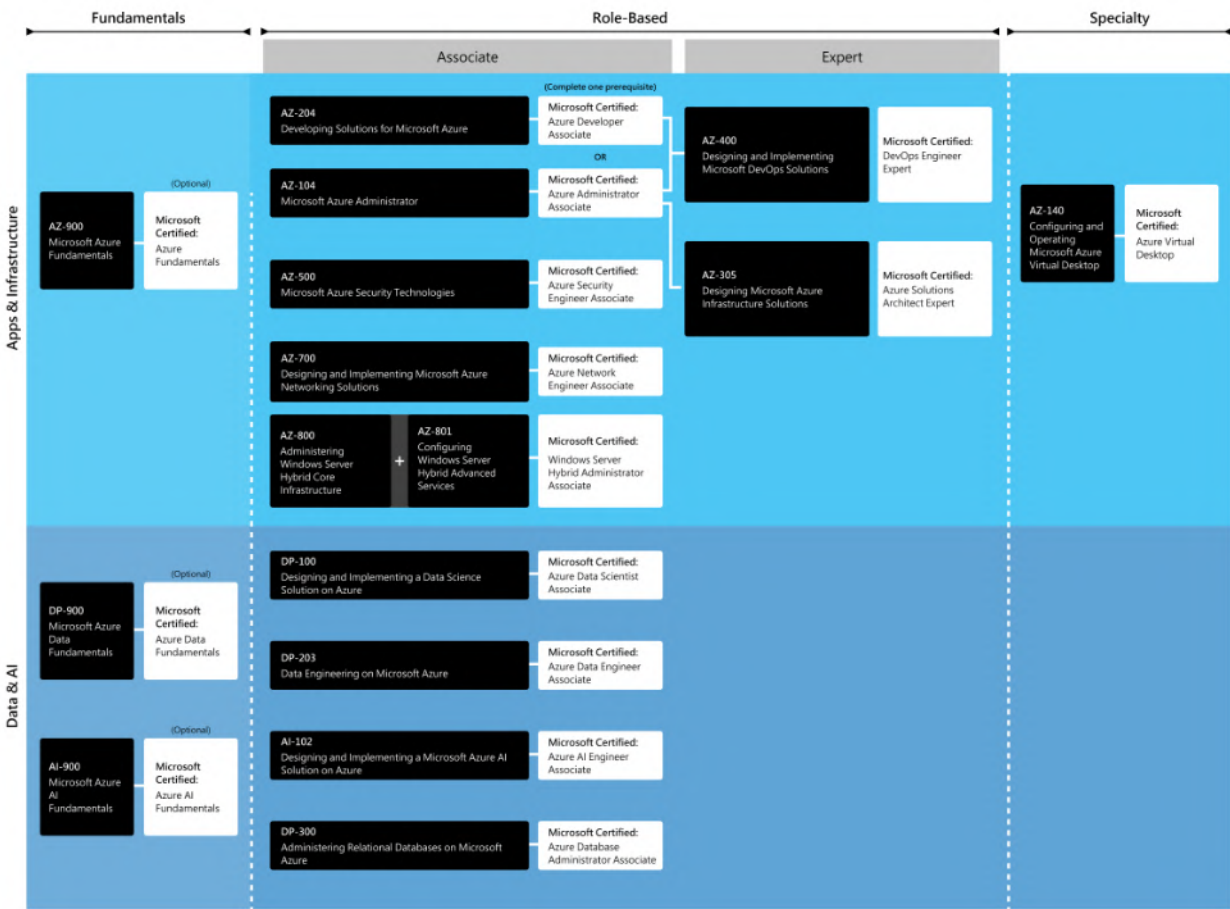 Fundamentals
Role-Based
Specialty
Associate
Expert
Apps & Infrastructure
AZ-900
Microsoft Azure
Fundamentals
(Optional)
Microsoft
Certified:
Azure
Fundamentals
(Complete one prerequisite)
AZ-204
Developing Solutions for Microsoft Azure
Microsoft Certified:
Azure Developer
Associate
OR
AZ-104
Microsoft Azure Administrator
Microsoft Certified:
Azure Administrator
Associate
AZ-500
Microsoft Azure Security Technologies
Microsoft Certified:
Azure Security
Engineer Associate
AZ-700
Designing and Implementing Microsoft Azure
Networking Solutions
Microsoft Certified:
Azure Network
Engineer Associate
AZ-800
Administering
Windows Server
Hybrid Core
Infrastructure
+
AZ-801
Configuring
Windows Server
Hybrid Advanced
Services
Microsoft Certified:
Windows Server
Hybrid Administrator
Associate
AZ-400
Designing and Implementing
Microsoft DevOps Solutions
Microsoft Certified:
DevOps Engineer
Expert
AZ-305
Designing Microsoft Azure
Infrastructure Solutions
Microsoft Certified:
Azure Solutions
Architect Expert
AZ-140
Configuring and
Operating
Microsoft Azure
Virtual Desktop
Microsoft
Certified:
Azure Virtual
Desktop
Data & AI
DP-900
Microsoft Azure
Data
Fundamentals
(Optional)
Microsoft
Certified:
Azure Data
Fundamentals
AI-900
Microsoft Azure
AI
Fundamentals
(Optional)
Microsoft
Certified:
Azure AI
Fundamentals
DP-100
Designing and Implementing a Data Science
Solution on Azure
Microsoft Certified:
Azure Data Scientist
Associate
DP-203
Data Engineering on Microsoft Azure
Microsoft Certified:
Azure Data Engineer
Associate
AI-102
Designing and Implementing a Microsoft Azure AI
Solution on Azure
Microsoft Certified:
Azure AI Engineer
Associate
DP-300
Administering Relational Databases on Microsoft
Azure
Microsoft Certified:
Azure Database
Administrator Associate